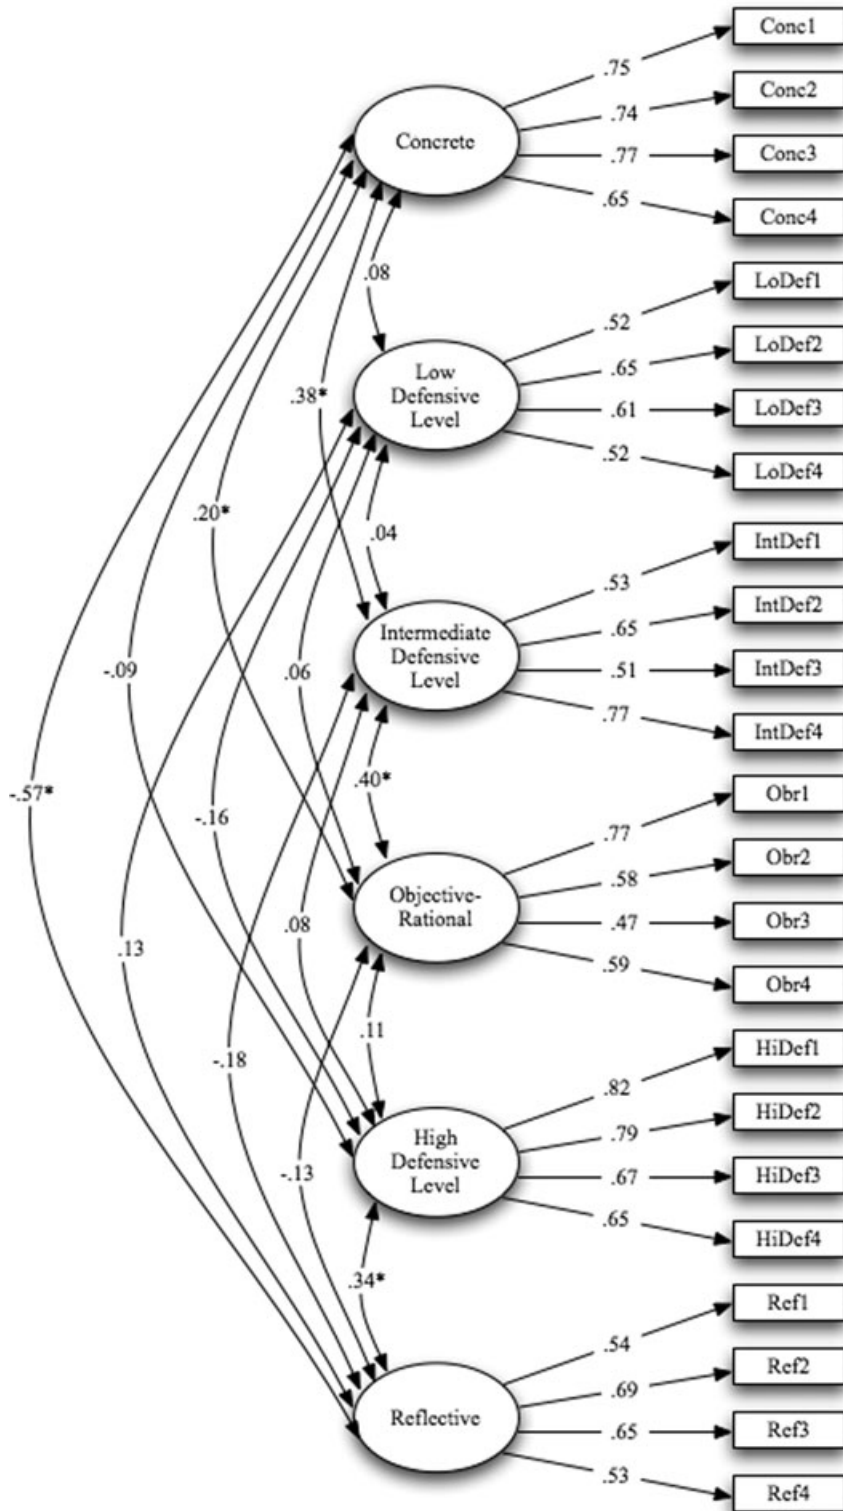 Conc1
.75
Conc2
.74
Concrete
Conc3
.77
Conc4
.65
LoDef1
.08
.52
LoDef2
Low
Defensive
Level
.65
.38*
LoDef3
.61
LoDef4
.52
.20*
IntDef1
.04
.53
IntDef2
Intermediate
Defensive
Level
.65
-.09
.06
IntDef3
.51
IntDef4
.77
-.57*
.40*
Obr1
.77
-.16
Obr2
.58
Objective-
Rational
Obr3
.47
.13
.08
Obr4
.59
.11
HiDef1
-.18
.82
HiDef2
High
Defensive
Level
.79
-.13
HiDef3
.67
HiDef4
.65
.34*
Ref1
.54
Ref2
.69
Reflective
Ref3
.65
Ref4
.53